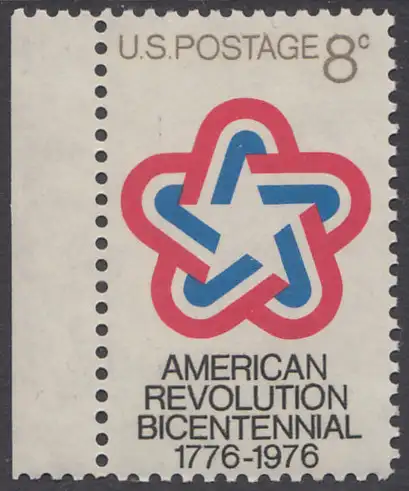 U.S. POSTAGE 8c
AMERICAN
REVOLUTION
BICENTENNIAL
1776-1976